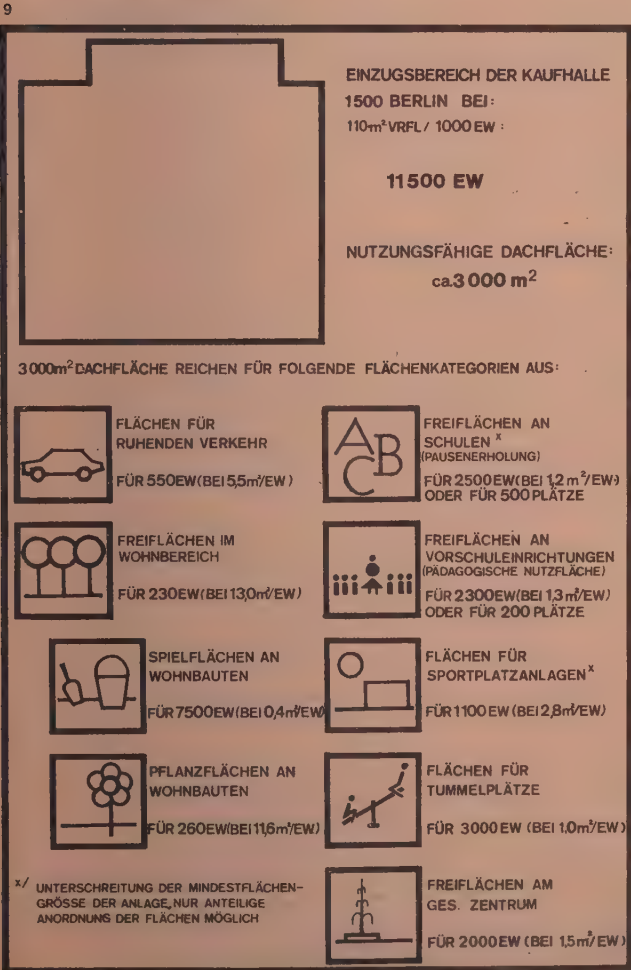 9
EINZUGSBEREICH DER KAUFHALLE
1500 BERLIN BEI:
110m² VRFL / 1000 EW :
11500 EW
NUTZUNGSFÄHIGE DACHFLÄCHE:
ca.3 000 m²
3000m² DACHFLÄCHE REICHEN FÜR FOLGENDE FLÄCHENKATEGORIEN AUS:
FLÄCHEN FÜR
RUHENDEN VERKEHR
FÜR 550EW (BEI 5,5m²/EW)
ABC
FREIFLÄCHEN AN
SCHULEN x
(PAUSENERHOLUNG)
FÜR 2500EW (BEI 1,2 m²/EW)
ODER FÜR 500 PLÄTZE
FREIFLÄCHEN IM
WOHNBEREICH
FÜR 230EW (BEI 13,0m²/EW)
FREIFLÄCHEN AN
VORSCHULEINRICHTUNGEN
(PÄDAGOGISCHE NUTZFLÄCHE)
FÜR 2300EW (BEI 1,3 m²/EW)
ODER FÜR 200 PLÄTZE
SPIELFLÄCHEN AN
WOHNBAUTEN
FÜR 7500EW (BEI 0,4m²/EW)
FLÄCHEN FÜR
SPORTPLATZANLAGEN x
FÜR 1100 EW (BEI 2,8m²/EW)
PFLANZFLÄCHEN AN
WOHNBAUTEN
FÜR 260EW (BEI 11,6m²/EW)
FLÄCHEN FÜR
TUMMELPLÄTZE
FÜR 3000 EW (BEI 1,0m²/EW)
x/ UNTERSCHREITUNG DER MINDESTFLÄCHEN-
GRÖSSE DER ANLAGE, NUR ANTEILIGE
ANORDNUNG DER FLÄCHEN MÖGLICH
FREIFLÄCHEN AM
GES. ZENTRUM
FÜR 2000EW (BEI 1,5m²/EW)